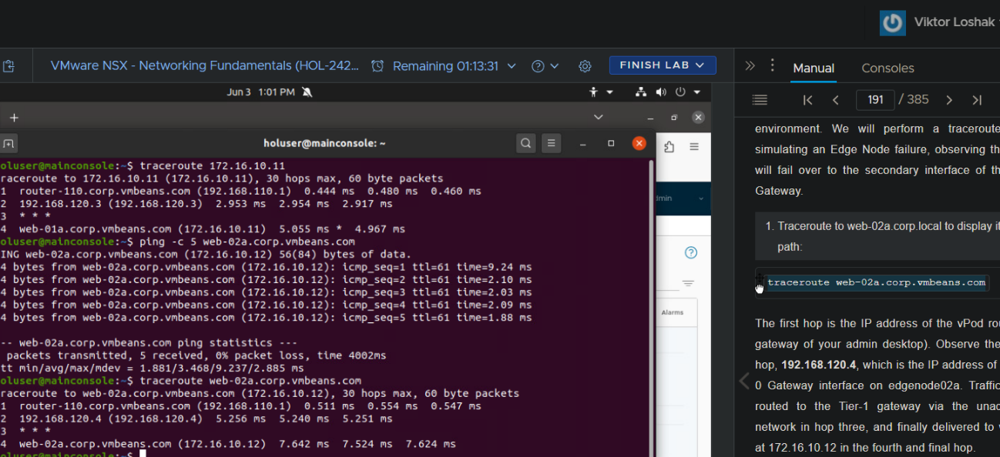 Viktor Loshak
VMware NSX - Networking Fundamentals (HOL-242...
Remaining 01:13:31
FINISH LAB
Manual
Consoles
Jun 3 1:01 PM
191 / 385
holuser@mainconsole: ~
oluser@mainconsole:~$ traceroute 172.16.10.11
raceroute to 172.16.10.11 (172.16.10.11), 30 hops max, 60 byte packets
1 router-110.corp.vmbeans.com (192.168.110.1) 0.444 ms 0.480 ms 0.460 ms
2 192.168.120.3 (192.168.120.3) 2.953 ms 2.954 ms 2.917 ms
3 * * *
4 web-01a.corp.vmbeans.com (172.16.10.11) 5.055 ms * 4.967 ms
oluser@mainconsole:~$ ping -c 5 web-02a.corp.vmbeans.com
ING web-02a.corp.vmbeans.com (172.16.10.12) 56(84) bytes of data.
4 bytes from web-02a.corp.vmbeans.com (172.16.10.12): icmp_seq=1 ttl=61 time=9.24 ms
4 bytes from web-02a.corp.vmbeans.com (172.16.10.12): icmp_seq=2 ttl=61 time=2.10 ms
4 bytes from web-02a.corp.vmbeans.com (172.16.10.12): icmp_seq=3 ttl=61 time=2.03 ms
4 bytes from web-02a.corp.vmbeans.com (172.16.10.12): icmp_seq=4 ttl=61 time=2.09 ms
4 bytes from web-02a.corp.vmbeans.com (172.16.10.12): icmp_seq=5 ttl=61 time=1.88 ms
-- web-02a.corp.vmbeans.com ping statistics ---
packets transmitted, 5 received, 0% packet loss, time 4002ms
tt min/avg/max/mdev = 1.881/3.468/9.237/2.885 ms
oluser@mainconsole:~$ traceroute web-02a.corp.vmbeans.com
raceroute to web-02a.corp.vmbeans.com (172.16.10.12), 30 hops max, 60 byte packets
1 router-110.corp.vmbeans.com (192.168.110.1) 0.511 ms 0.554 ms 0.547 ms
2 192.168.120.4 (192.168.120.4) 5.256 ms 5.240 ms 5.251 ms
3 * * *
4 web-02a.corp.vmbeans.com (172.16.10.12) 7.642 ms 7.524 ms 7.624 ms
oluser@mainconsole:~$
dmin
Alarms
environment. We will perform a traceroute
simulating an Edge Node failure, observing th
will fail over to the secondary interface of th
Gateway.
1. Traceroute to web-02a.corp.local to display it
path:
traceroute web-02a.corp.vmbeans.com
The first hop is the IP address of the vPod rou
gateway of your admin desktop). Observe the
hop, 192.168.120.4, which is the IP address of
0 Gateway interface on edgenode02a. Traffic
routed to the Tier-1 gateway via the unac
network in hop three, and finally delivered to
at 172.16.10.12 in the fourth and final hop.